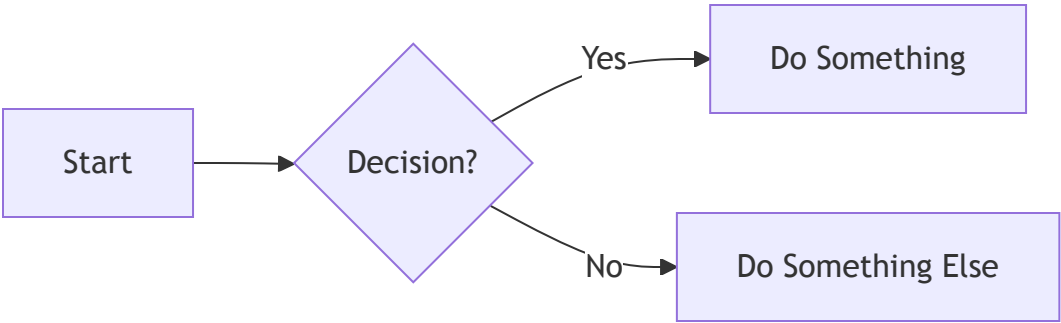 Start
Decision?
Yes
Do Something
No
Do Something Else